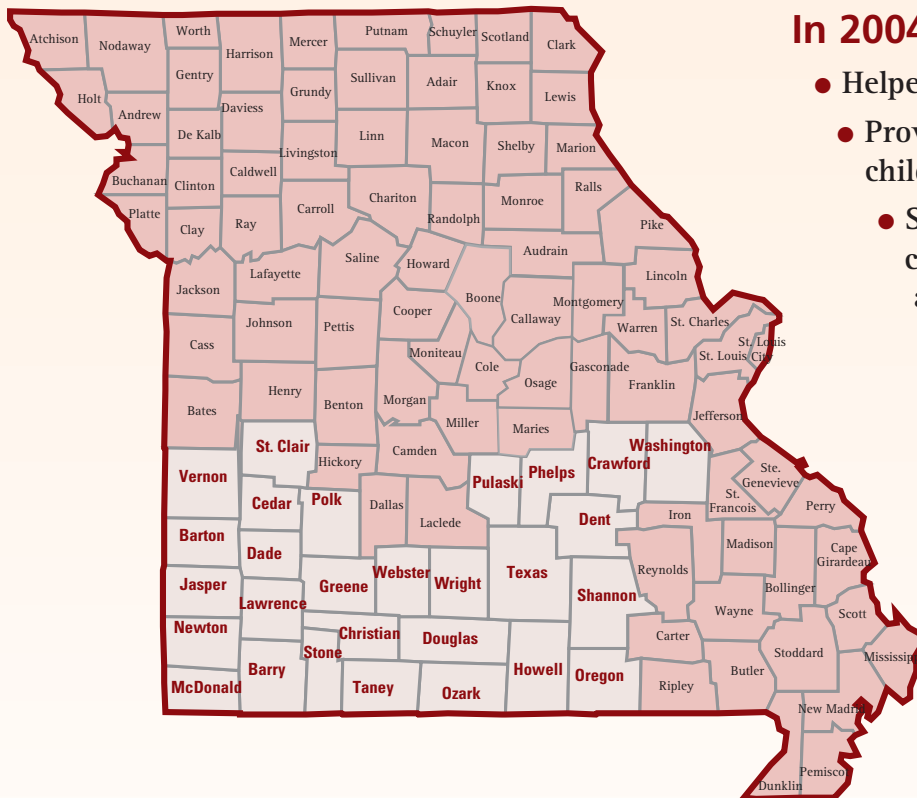 In 2004
Helpe
Prov
chil
S
c
a
Atchison
Nodaway
Worth
Harrison
Mercer
Putnam
Schuyler
Scotland
Clark
Gentry
Sullivan
Adair
Knox
Lewis
Holt
Andrew
De Kalb
Daviess
Grundy
Livingston
Linn
Macon
Shelby
Marion
Buchanan
Clinton
Caldwell
Carroll
Chariton
Randolph
Monroe
Ralls
Platte
Clay
Ray
Saline
Howard
Audrain
Pike
Jackson
Lafayette
Boone
Callaway
Montgomery
Lincoln
Cooper
Warren
St. Charles
Cass
Johnson
Pettis
Moniteau
Cole
Osage
Gasconade
Franklin
St. Louis
St. Louis
City
Bates
Henry
Benton
Morgan
Miller
Maries
Jefferson
Vernon
St. Clair
Hickory
Camden
Pulaski
Phelps
Crawford
Washington
Ste.
Genevieve
St.
Francois
Perry
Cedar
Polk
Dallas
Laclede
Dent
Iron
Madison
Cape
Girardeau
Barton
Dade
Reynolds
Bollinger
Jasper
Greene
Webster
Wright
Texas
Shannon
Wayne
Scott
Lawrence
Newton
Christian
Douglas
Carter
Stoddard
Mississip
Stone
Barry
McDonald
Taney
Ozark
Howell
Oregon
Ripley
Butler
New Madrid
Dunklin
Pemisco